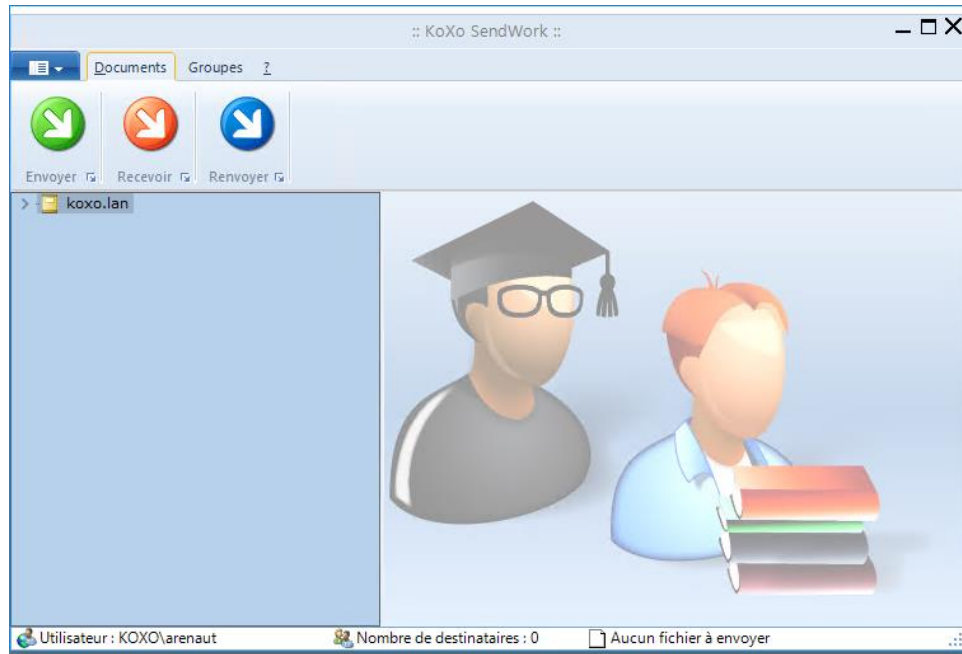 :: KoXo SendWork ::
Documents Groupes ?
Envoyer Recevoir Renvoyer
koxo.lan
Utilisateur : KOXO\arenaut Nombre de destinataires : 0 Aucun fichier à envoyer